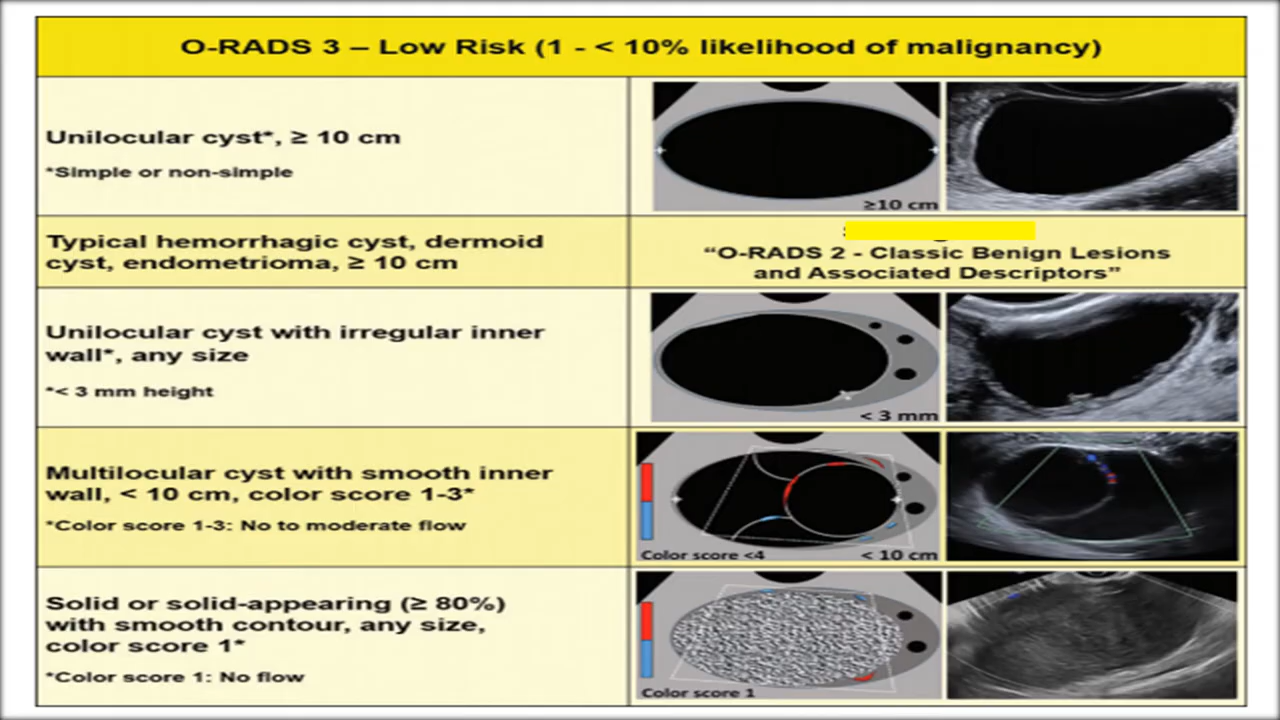 O-RADS 3 – Low Risk (1 - < 10% likelihood of malignancy)
Unilocular cyst*, ≥ 10 cm
*Simple or non-simple
≥10 cm
Typical hemorrhagic cyst, dermoid
cyst, endometrioma, ≥ 10 cm
“O-RADS 2 - Classic Benign Lesions
and Associated Descriptors”
Unilocular cyst with irregular inner
wall*, any size
*< 3 mm height
< 3 mm
Multilocular cyst with smooth inner
wall, < 10 cm, color score 1-3*
*Color score 1-3: No to moderate flow
Color score <4
< 10 cm
Solid or solid-appearing (≥ 80%)
with smooth contour, any size,
color score 1*
*Color score 1: No flow
Color score 1